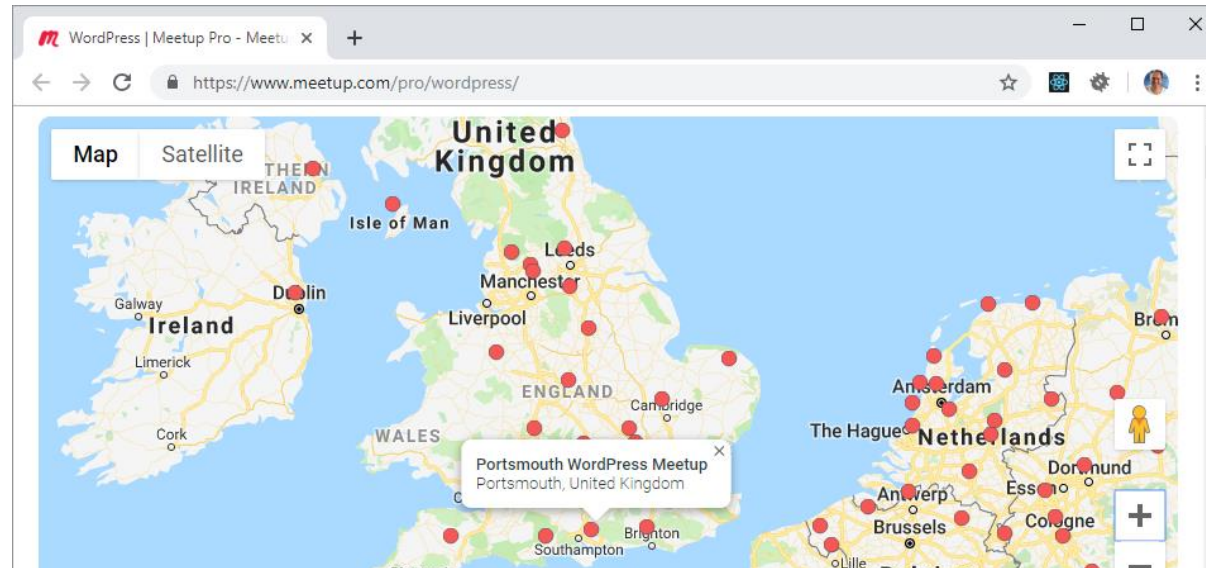 WordPress | Meetup Pro - Meetu
https://www.meetup.com/pro/wordpress/
Map Satellite
United
Kingdom
IRELAND
Isle of Man
Leeds
Manchester
Dublin
Galway
Liverpool
Ireland
Brem
Limerick
Amsterdam
ENGLAND
Cambridge
Cork
WALES
The Hague
Netherlands
Portsmouth WordPress Meetup
Portsmouth, United Kingdom
Dortmund
Essen
Antwerp
Cologne
Brussels
Brighton
Southampton
Lille